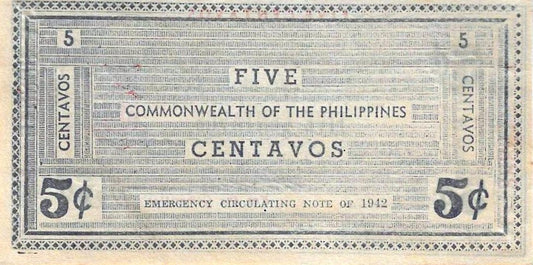 5 5
FIVE
COMMONWEALTH OF THE PHILIPPINES
CENTAVOS
CENTAVOS
CENTAVOS
5¢ 5¢
EMERGENCY CIRCULATING NOTE OF 1942